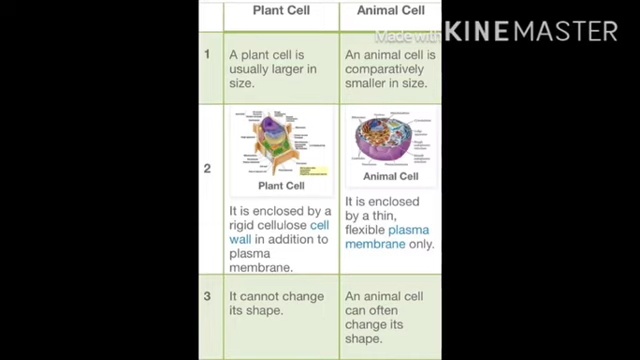 Plant Cell
Animal Cell
Made with
KINEMASTER
1
A plant cell is
usually larger in
size.
An animal cell is
comparatively
smaller in size.
2
Plant Cell
It is enclosed by a
rigid cellulose cell
wall in addition to
plasma
membrane.
Animal Cell
It is enclosed
by a thin,
flexible plasma
membrane only.
3
It cannot change
its shape.
An animal cell
can often
change its
shape.